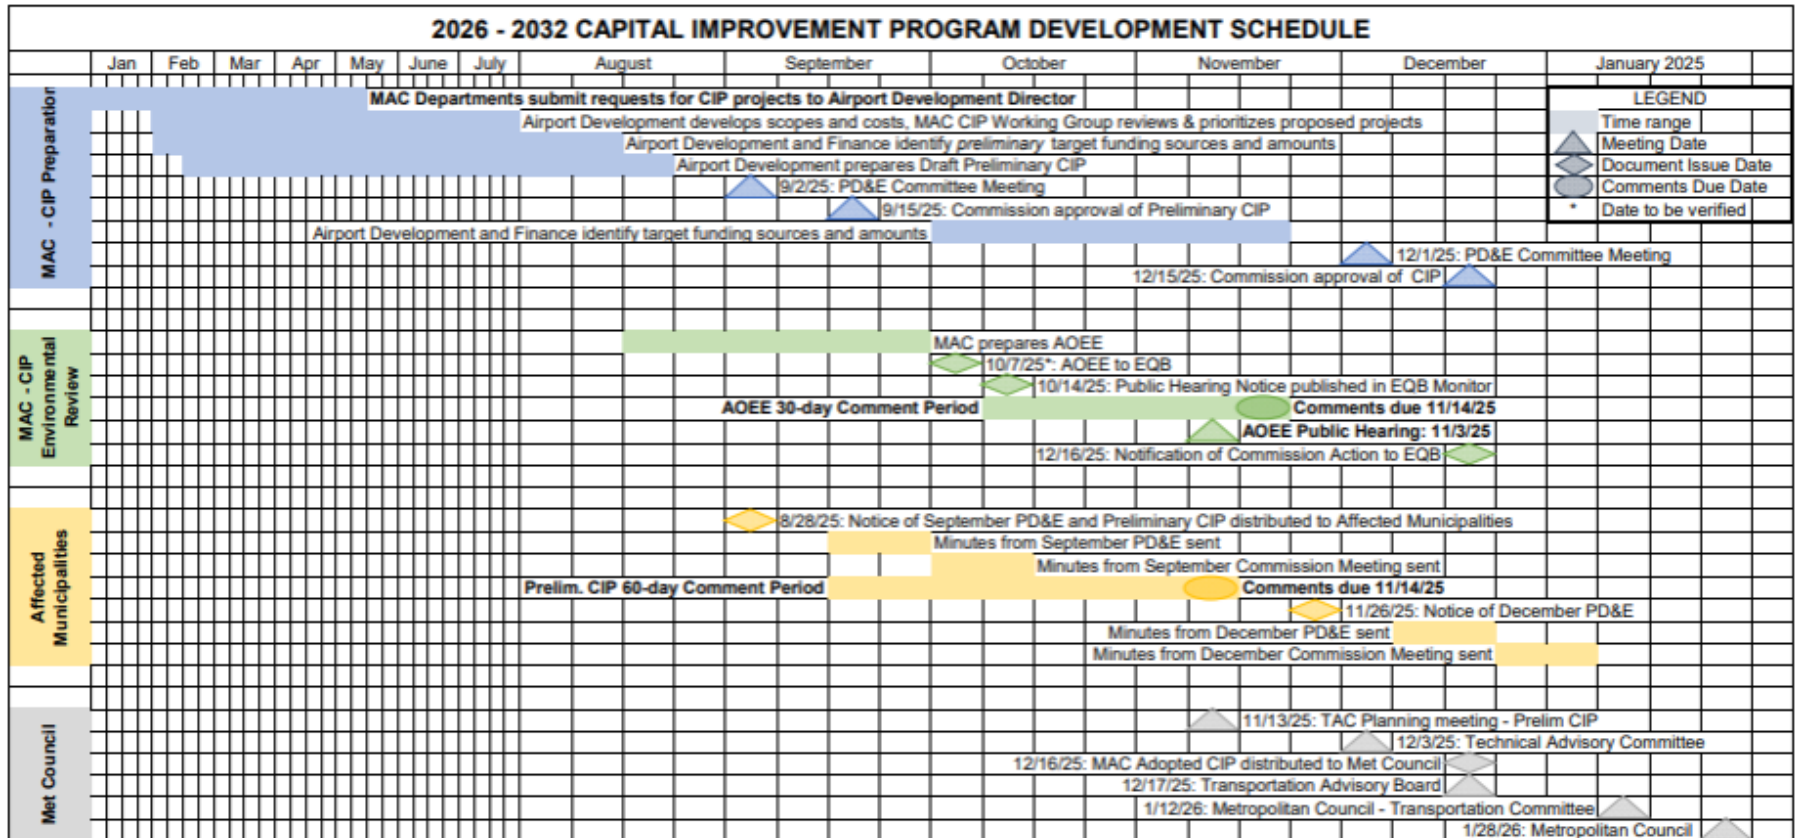 2026 - 2032 CAPITAL IMPROVEMENT PROGRAM DEVELOPMENT SCHEDULE
Jan Feb Mar Apr May June July August September October November December January 2025
LEGEND
Time range
Meeting Date
Document Issue Date
Comments Due Date
* Date to be verified
MAC - CIP Preparation
MAC Departments submit requests for CIP projects to Airport Development Director
Airport Development develops scopes and costs, MAC CIP Working Group reviews & prioritizes proposed projects
Airport Development and Finance identify preliminary target funding sources and amounts
Airport Development prepares Draft Preliminary CIP
9/2/25: PD&E Committee Meeting
9/15/25: Commission approval of Preliminary CIP
Airport Development and Finance identify target funding sources and amounts
12/1/25: PD&E Committee Meeting
12/15/25: Commission approval of CIP
MAC - CIP
Environmental
Review
MAC prepares AOEE
10/7/25*: AOEE to EQB
10/14/25: Public Hearing Notice published in EQB Monitor
AOEE 30-day Comment Period Comments due 11/14/25
AOEE Public Hearing: 11/3/25
12/16/25: Notification of Commission Action to EQB
Affected
Municipalities
8/28/25: Notice of September PD&E and Preliminary CIP distributed to Affected Municipalities
Minutes from September PD&E sent
Minutes from September Commission Meeting sent
Prelim. CIP 60-day Comment Period Comments due 11/14/25
11/26/25: Notice of December PD&E
Minutes from December PD&E sent
Minutes from December Commission Meeting sent
Met Council
11/13/25: TAC Planning meeting - Prelim CIP
12/3/25: Technical Advisory Committee
12/16/25: MAC Adopted CIP distributed to Met Council
12/17/25: Transportation Advisory Board
1/12/26: Metropolitan Council - Transportation Committee
1/28/26: Metropolitan Council